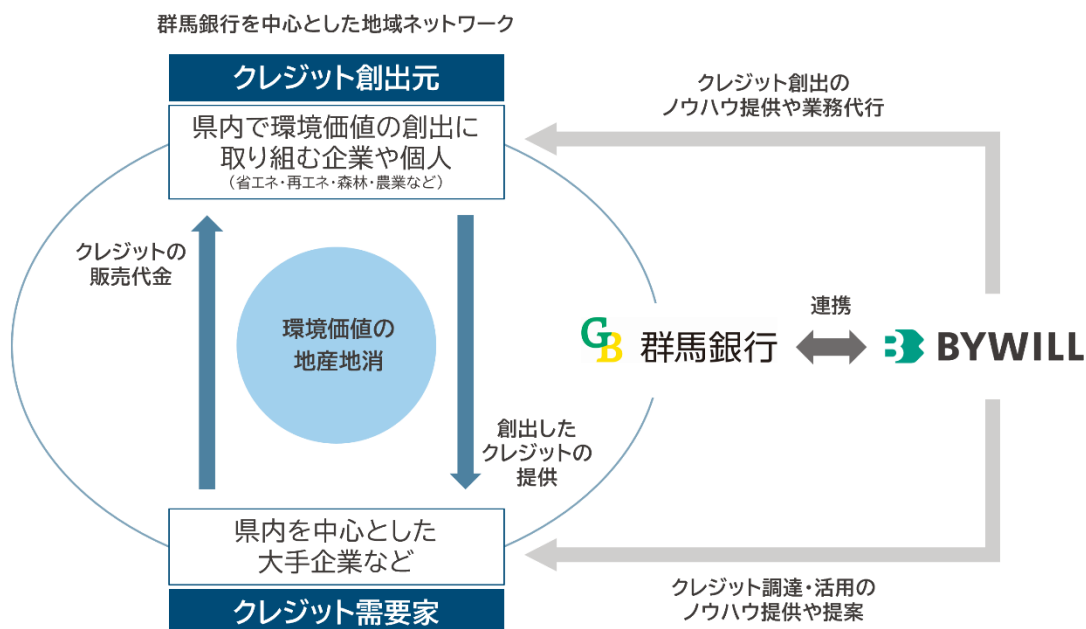 群馬銀行を中心とした地域ネットワーク
クレジット創出元
県内で環境価値の創出に
取り組む企業や個人
（省エネ・再エネ・森林・農業など）
クレジット創出の
ノウハウ提供や業務代行
クレジットの
販売代金
環境価値の
地産地消
創出した
クレジットの
提供
GB 群馬銀行
連携
BYWILL
県内を中心とした
大手企業など
クレジット需要家
クレジット調達・活用の
ノウハウ提供や提案